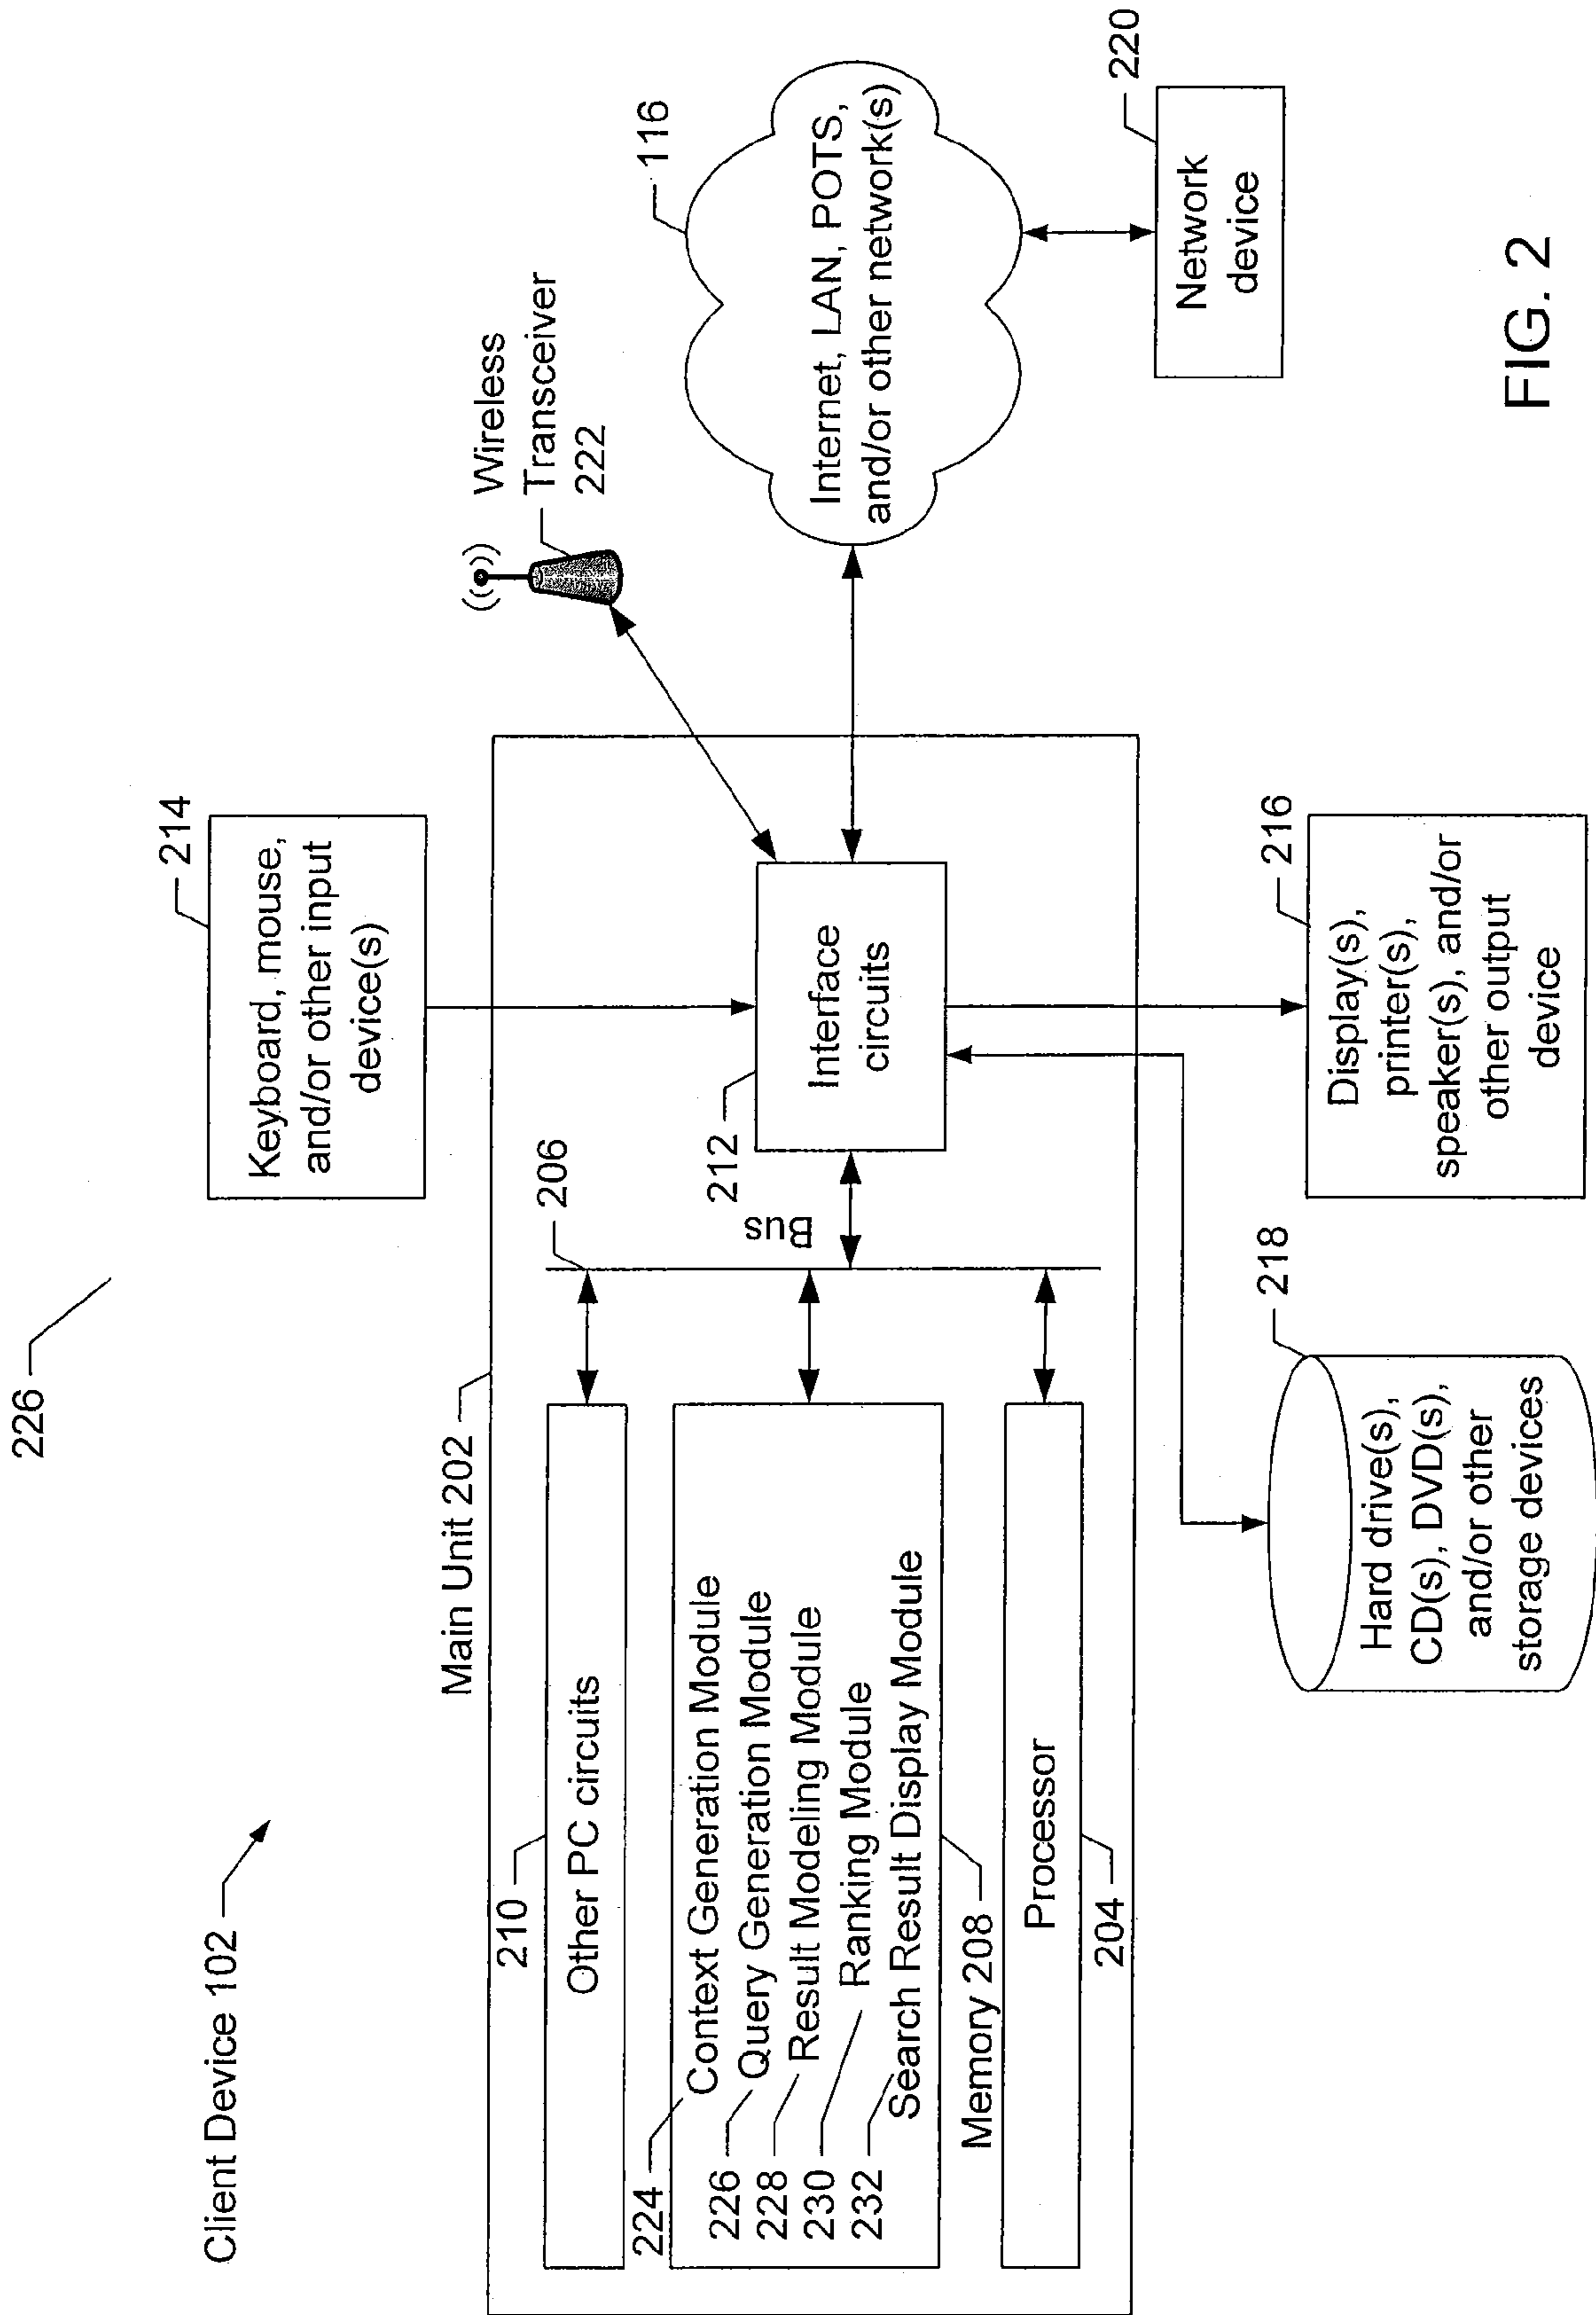 226
Client Device 102
214
Keyboard, mouse,
and/or other input
device(s)
Wireless
Transceiver
222
Main Unit 202
210
Other PC circuits
206
Bus
212
Interface
circuits
116
Internet, LAN, POTS,
and/or other network(s)
224
Context Generation Module
226
Query Generation Module
228
Result Modeling Module
230
Ranking Module
232
Search Result Display Module
Memory 208
Processor
204
218
Hard drive(s),
CD(s), DVD(s),
and/or other
storage devices
216
Display(s),
printer(s),
speaker(s), and/or
other output
device
220
Network
device
FIG. 2